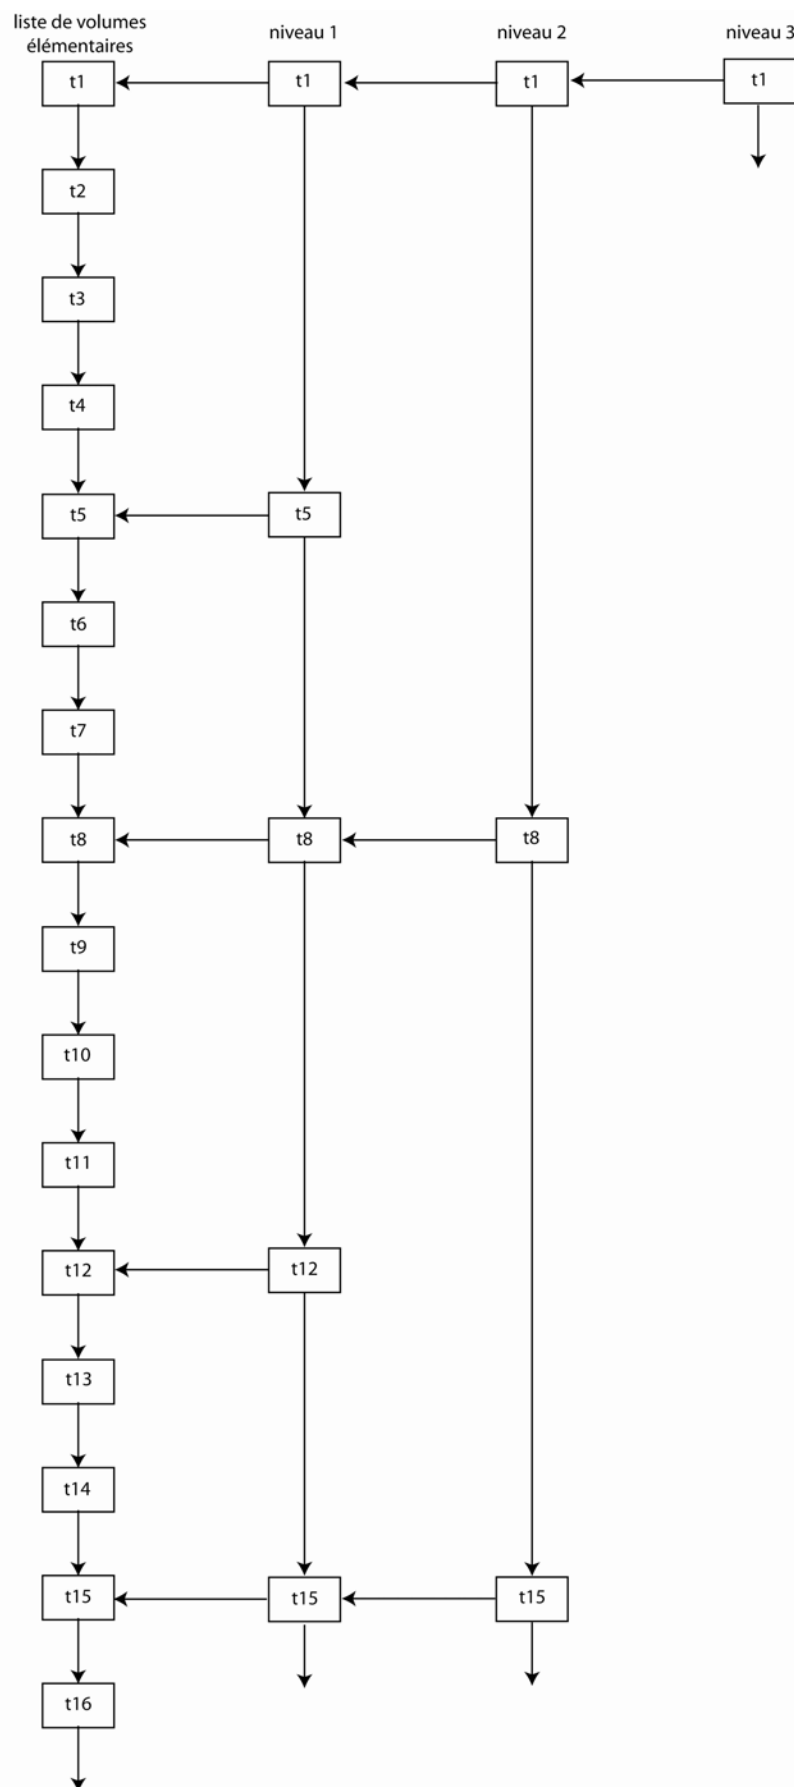 liste de volumes
élémentaires
niveau 1
niveau 2
niveau 3
t1
t1
t1
t1
t2
t3
t4
t5
t5
t6
t7
t8
t8
t8
t9
t10
t11
t12
t12
t13
t14
t15
t15
t15
t16